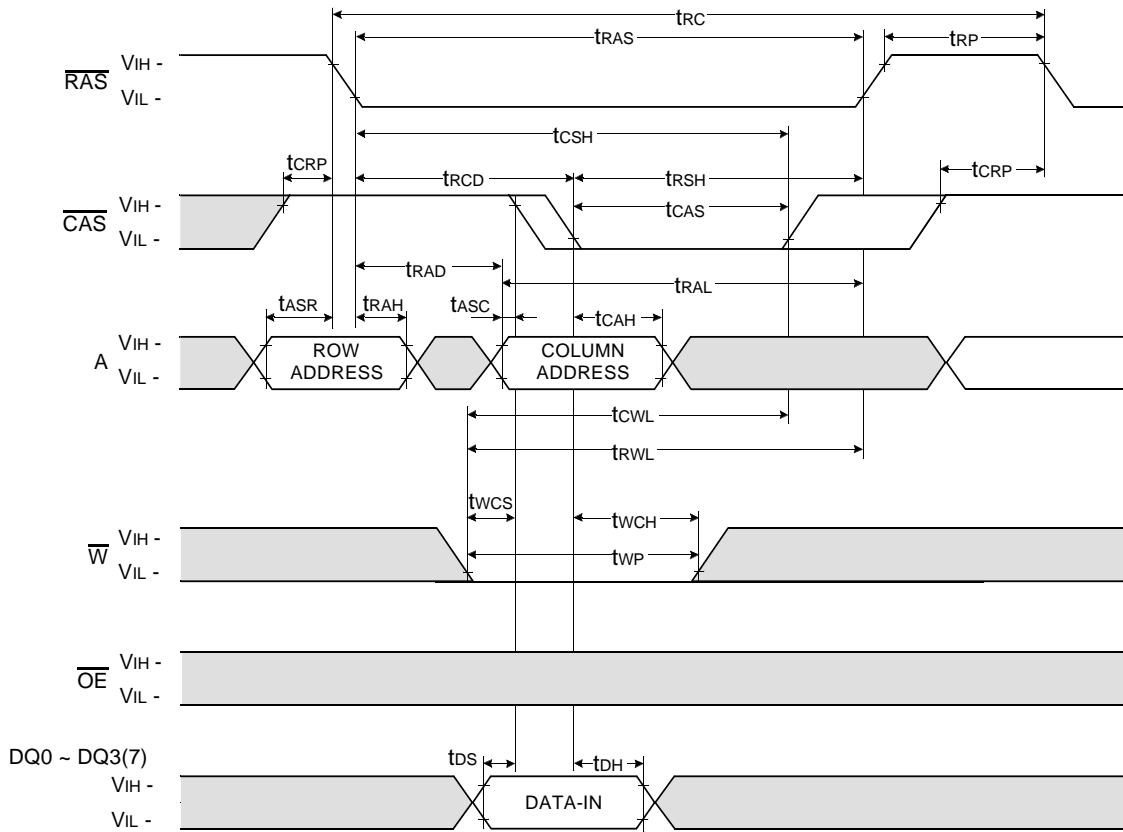 tRC
tRAS
tRP
RAS
VIH -
VIL -
tCSH
tCRP
tRCD
tRSH
tCRP
CAS
VIH -
VIL -
tCAS
tRAD
tRAL
tASR
tRAH
tASC
tCAH
A
VIH -
VIL -
ROW
ADDRESS
COLUMN
ADDRESS
tCWL
tRWL
tWCS
tWCH
W
VIH -
VIL -
tWP
OE
VIH -
VIL -
DQ0 ~ DQ3(7)
tDS
tDH
VIH -
VIL -
DATA-IN